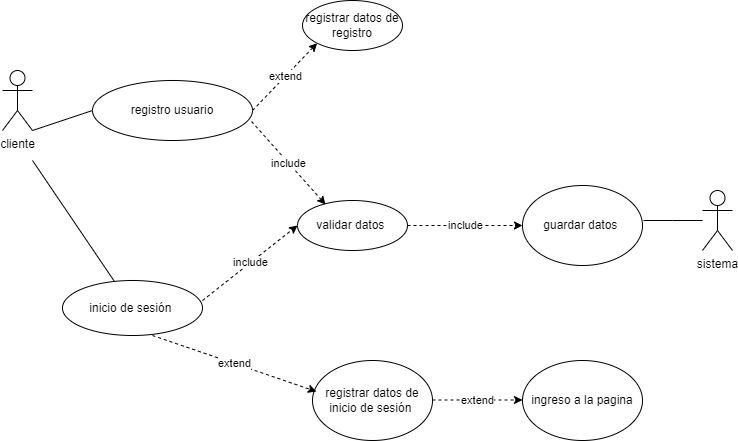 registrar datos de
registro
extend
registro usuario
cliente
include
validar datos
include
guardar datos
include
sistema
inicio de sesión
extend
registrar datos de
inicio de sesión
extend
ingreso a la pagina